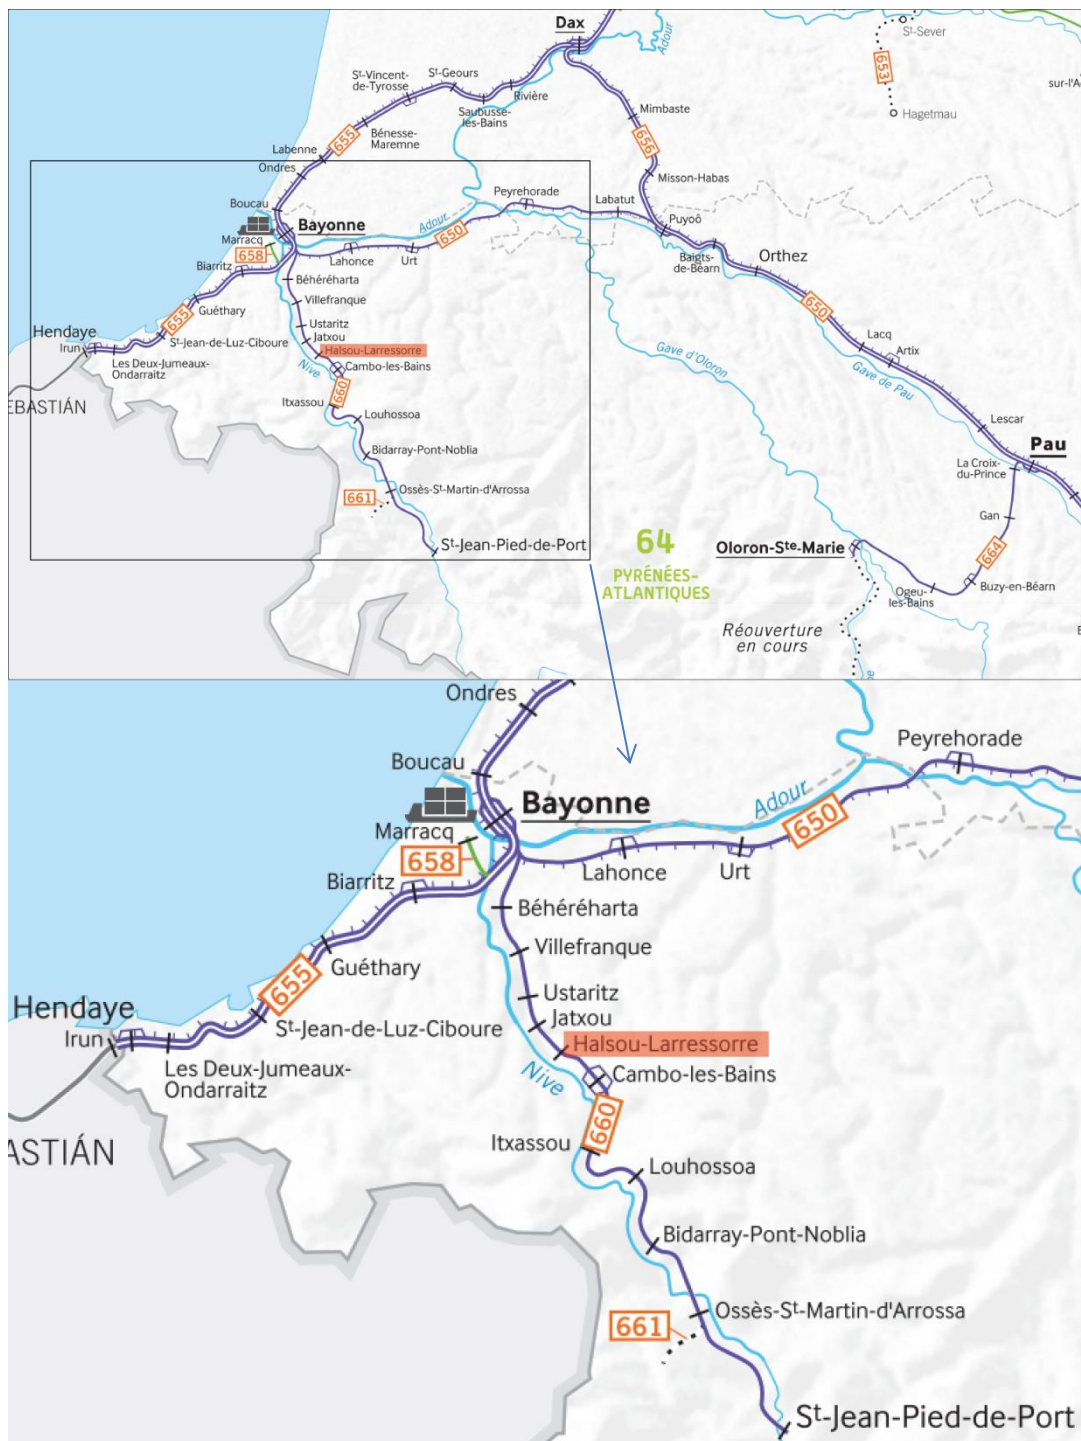 Dax
Adour
Adour
St-Sever
653
Hagetmau
sur-l'A
St-Vincent-
de-Tyrosse
St-Geours
Rivière
Saubusse-
les-Bains
Mimbaste
655
Bénesse-
Maremne
656
Labenne
Ondres
Misson-Habas
Boucau
Bayonne
Peyrehorade
Labatut
Puyoô
Marracq
658
Adour
650
Biarritz
Lahonce
Urt
Baigts-
de-Béarn
Orthez
Béhéréharta
Villefranque
Guéthary
655
650
Hendaye
Irun
St-Jean-de-Luz-Ciboure
Ustaritz
Jatxou
Halsou-Larressorre
Les Deux-Jumeaux-
Ondarraitz
Nive
Cambo-les-Bains
Gave d'Oloron
Lacq
Artix
Gave de Pau
EBASTIÁN
660
Itxassou
Louhossoa
Lescar
Bidarray-Pont-Noblia
Pau
La Croix-
du-Prince
661
Ossès-St-Martin-d'Arrossa
Gan
St-Jean-Pied-de-Port
64
PYRÉNÉES-
ATLANTIQUES
Oloron-Ste-Marie
664
Ogeu-
les-Bains
Buzy-en-Béarn
Réouverture
en cours
Ondres
Boucau
Peyrehorade
Bayonne
Adour
650
Marracq
658
Lahonce
Urt
Biarritz
Béhéréharta
Villefranque
Guéthary
655
Hendaye
Irun
St-Jean-de-Luz-Ciboure
Ustaritz
Jatxou
Halsou-Larressorre
Les Deux-Jumeaux-
Ondarraitz
Nive
Cambo-les-Bains
660
ASTIÁN
Itxassou
Louhossoa
Bidarray-Pont-Noblia
Ossès-St-Martin-d'Arrossa
661
St-Jean-Pied-de-Port